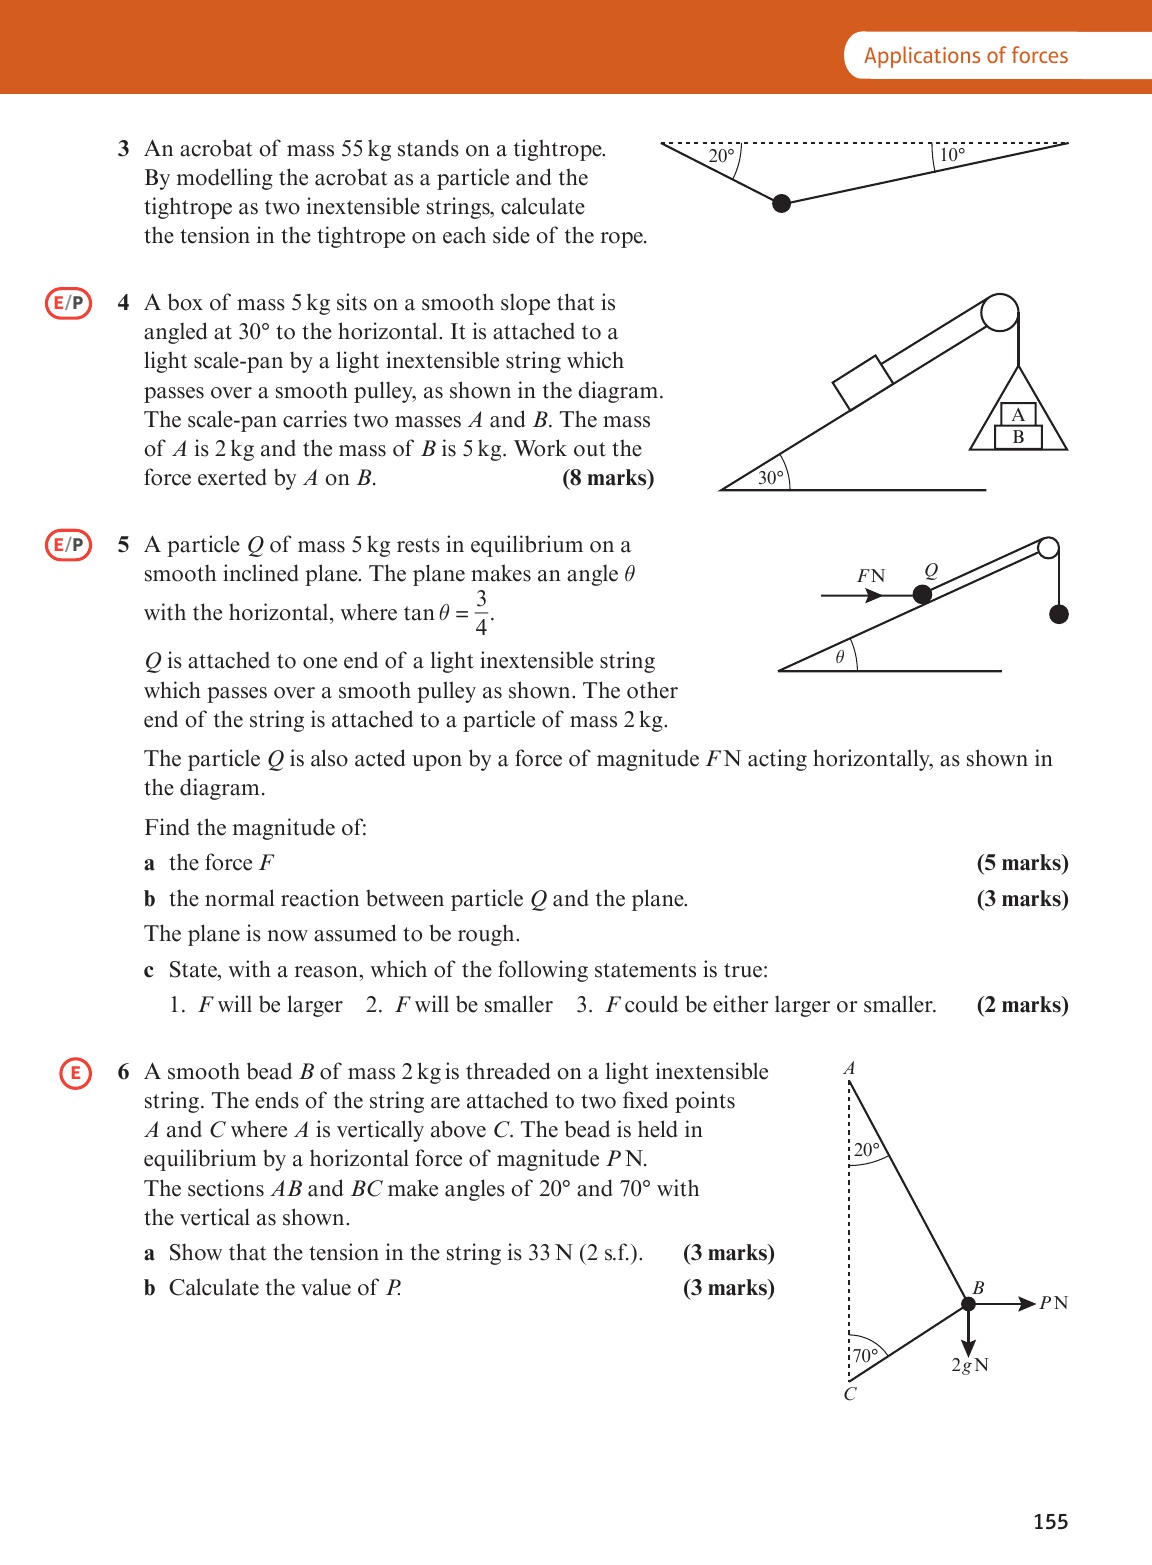 Applications of forces
3 An acrobat of mass 55 kg stands on a tightrope.
By modelling the acrobat as a particle and the
tightrope as two inextensible strings, calculate
the tension in the tightrope on each side of the rope.
20°
10°
E/P
4 A box of mass 5 kg sits on a smooth slope that is
angled at 30° to the horizontal. It is attached to a
light scale-pan by a light inextensible string which
passes over a smooth pulley, as shown in the diagram.
The scale-pan carries two masses A and B. The mass
of A is 2 kg and the mass of B is 5 kg. Work out the
force exerted by A on B. (8 marks)
A
B
30°
E/P
5 A particle Q of mass 5 kg rests in equilibrium on a
smooth inclined plane. The plane makes an angle θ
with the horizontal, where tan θ = 3/4.
Q is attached to one end of a light inextensible string
which passes over a smooth pulley as shown. The other
end of the string is attached to a particle of mass 2 kg.
F N
Q
θ
The particle Q is also acted upon by a force of magnitude F N acting horizontally, as shown in
the diagram.
Find the magnitude of:
a the force F (5 marks)
b the normal reaction between particle Q and the plane. (3 marks)
The plane is now assumed to be rough.
c State, with a reason, which of the following statements is true:
1. F will be larger 2. F will be smaller 3. F could be either larger or smaller. (2 marks)
E
6 A smooth bead B of mass 2 kg is threaded on a light inextensible
string. The ends of the string are attached to two fixed points
A and C where A is vertically above C. The bead is held in
equilibrium by a horizontal force of magnitude P N.
The sections AB and BC make angles of 20° and 70° with
the vertical as shown.
a Show that the tension in the string is 33 N (2 s.f.). (3 marks)
b Calculate the value of P. (3 marks)
A
20°
B
P N
70°
2g N
C
155